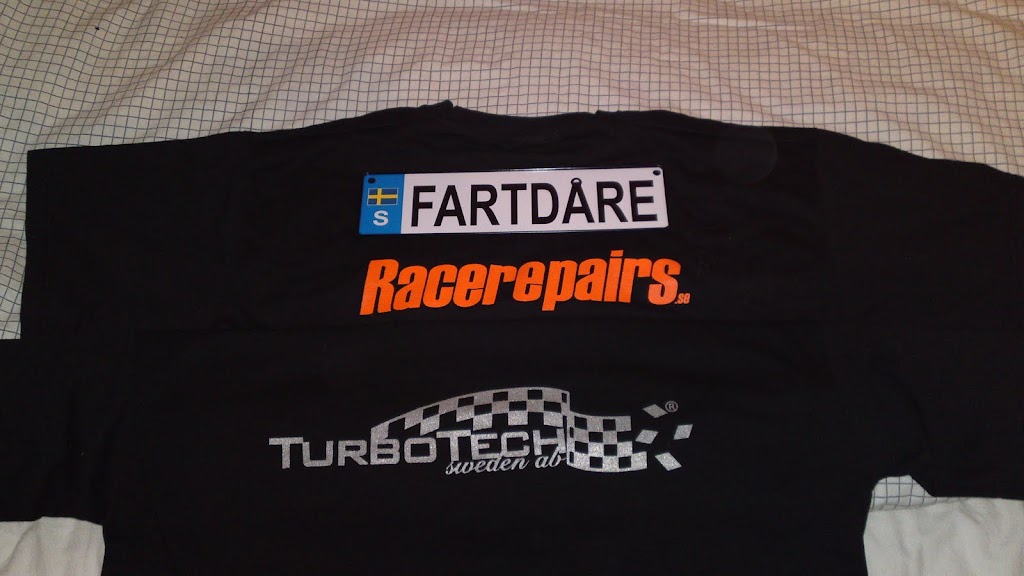 S FARTDÅRE
Racerepairs.se
TURBOTECH®
sweden ab